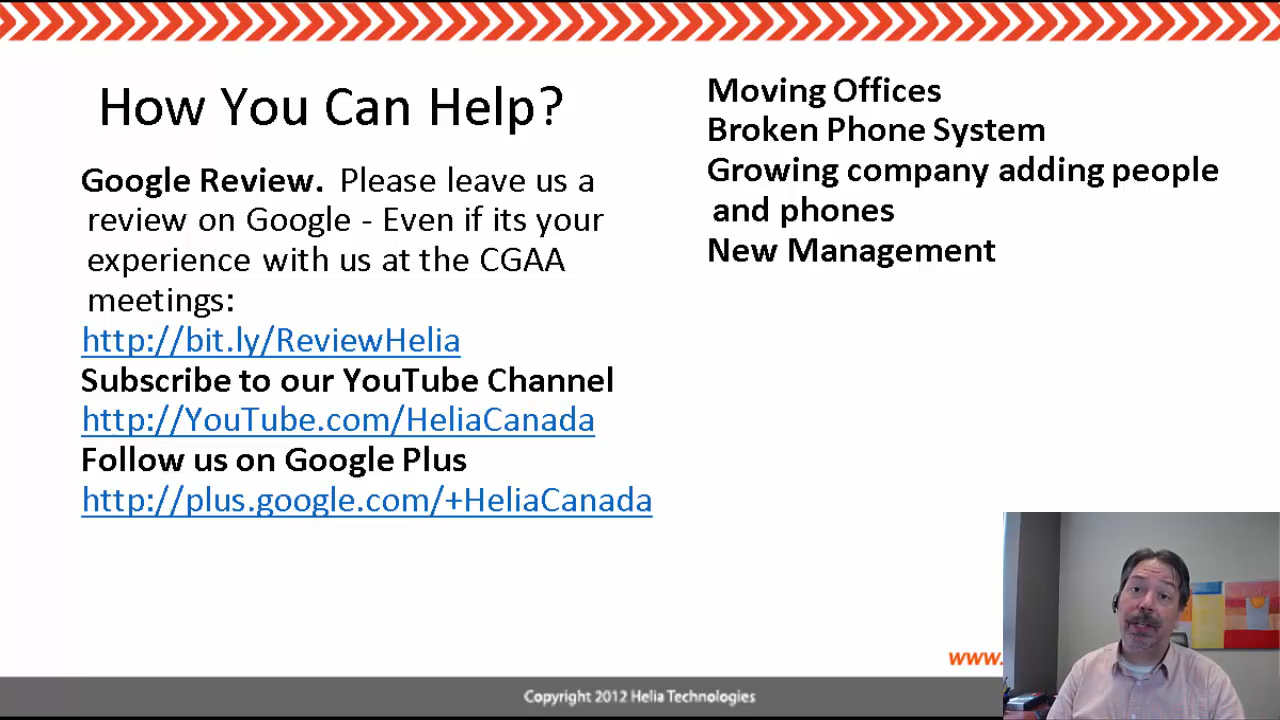 How You Can Help?
Google Review. Please leave us a
review on Google - Even if its your
experience with us at the CGAA
meetings:
http://bit.ly/ReviewHelia
Subscribe to our YouTube Channel
http://YouTube.com/HeliaCanada
Follow us on Google Plus
http://plus.google.com/+HeliaCanada
Moving Offices
Broken Phone System
Growing company adding people
and phones
New Management
www.
Copyright 2012 Helia Technologies